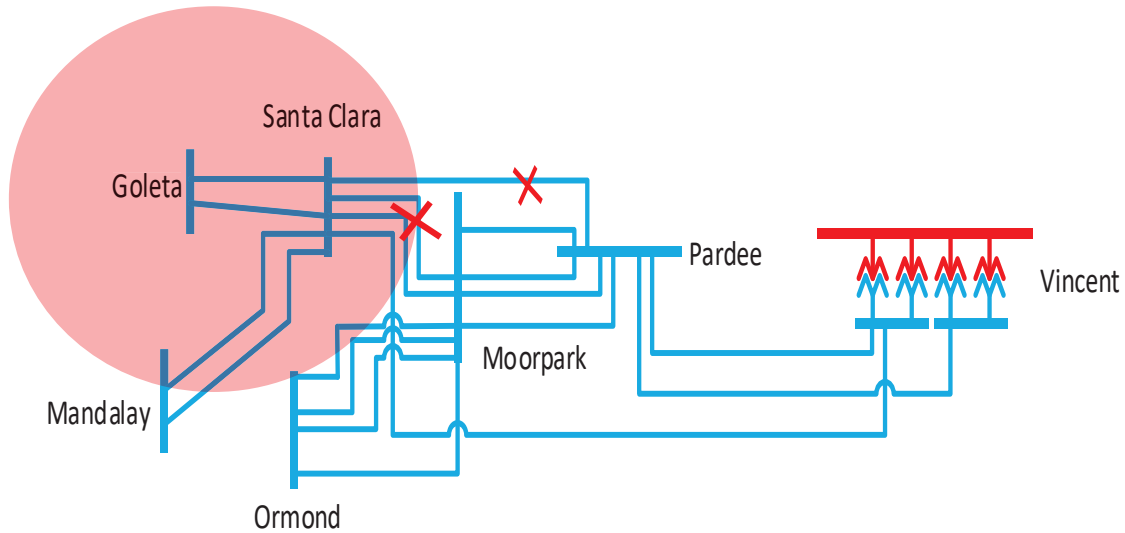 Santa Clara
Goleta
Pardee
Vincent
Moorpark
Mandalay
Ormond